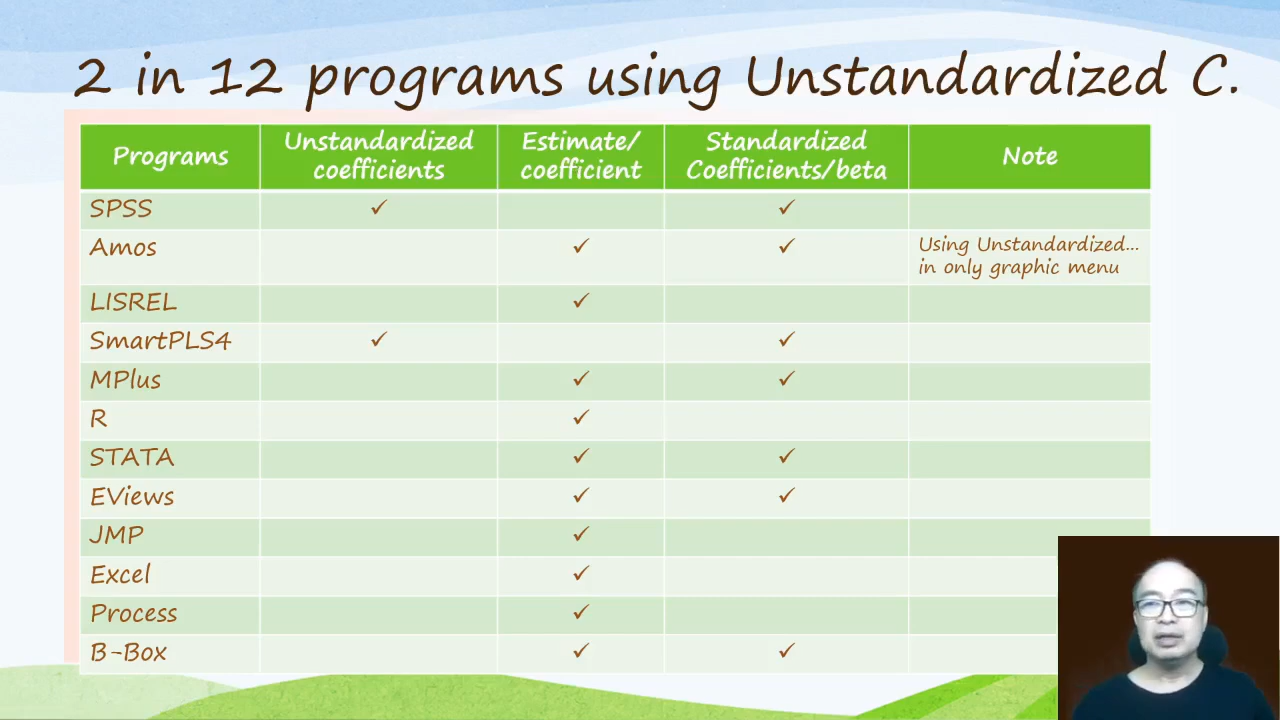 2 in 12 programs using Unstandardized C.
Programs
Unstandardized
coefficients
Estimate/
coefficient
Standardized
Coefficients/beta
Note
SPSS ✓ ✓
Amos ✓ ✓ Using Unstandardized...
in only graphic menu
LISREL ✓
SmartPLS4 ✓ ✓
MPlus ✓ ✓
R ✓
STATA ✓ ✓
EViews ✓ ✓
JMP ✓
Excel ✓
Process ✓
B-Box ✓ ✓